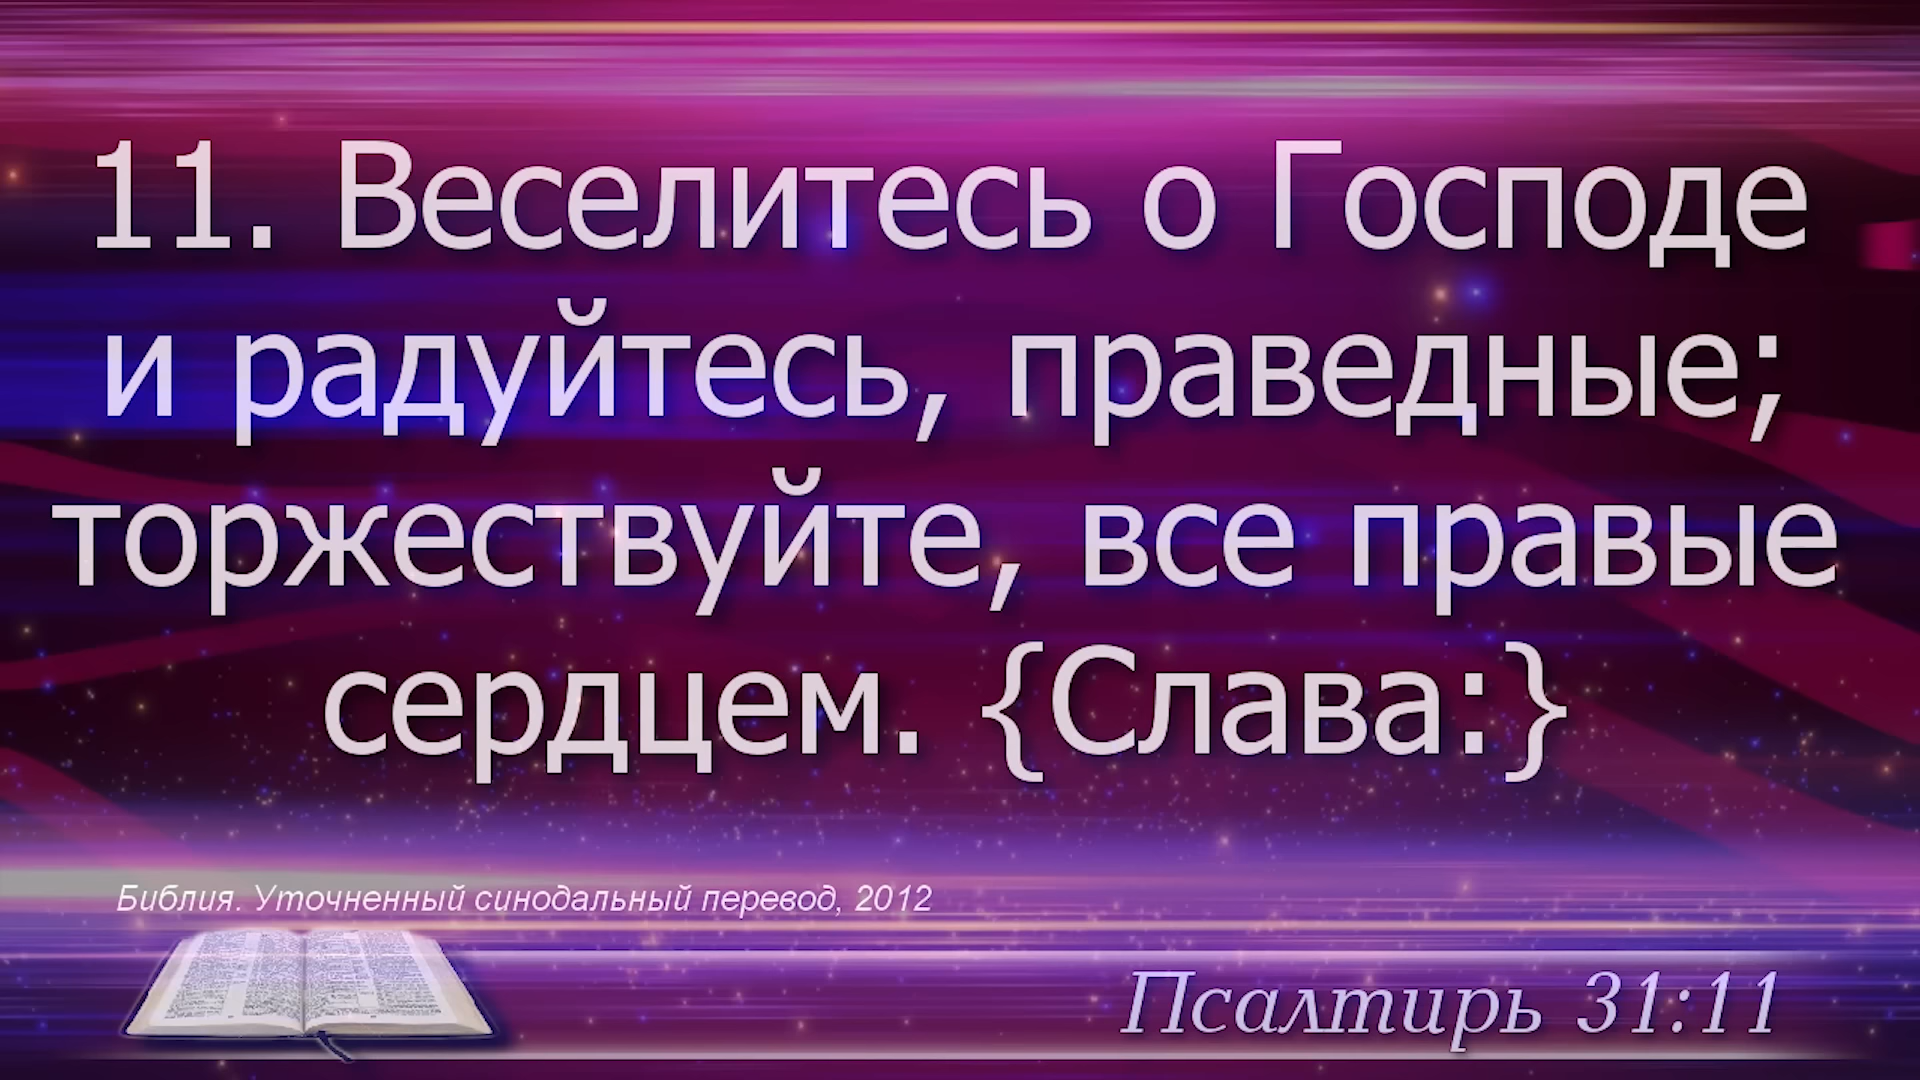 11. Веселитесь о Господе
и радуйтесь, праведные;
торжествуйте, все правые
сердцем. {Слава:}
Библия. Уточненный синодальный перевод, 2012
Псалтирь 31:11